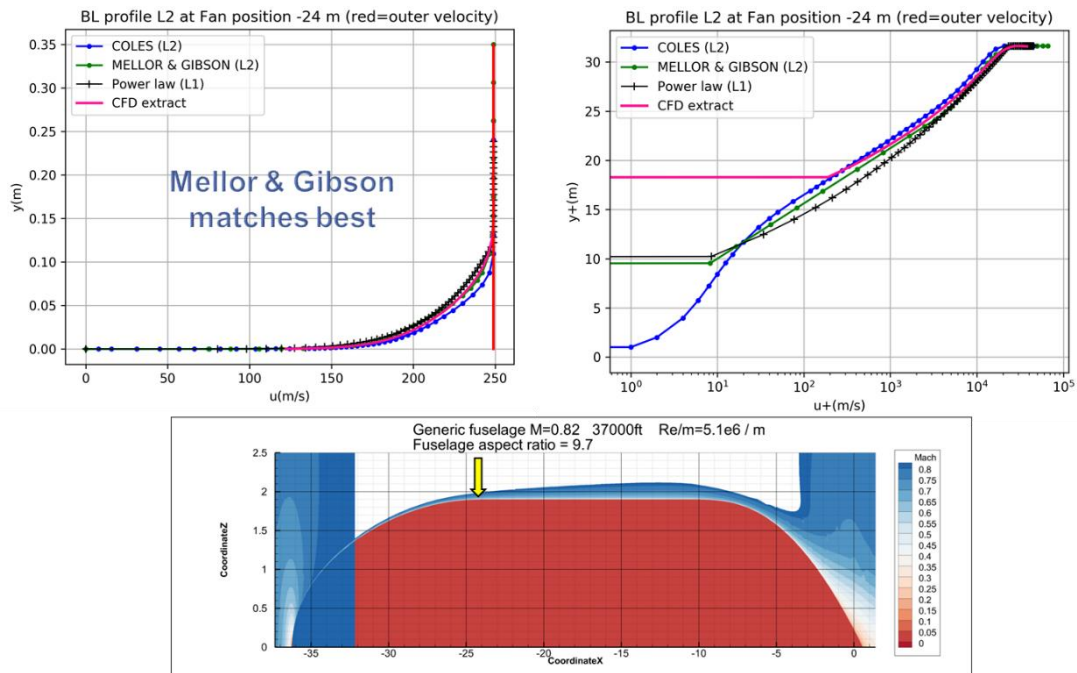 BL profile L2 at Fan position -24 m (red=outer velocity)
COLES (L2)
MELLOR & GIBSON (L2)
Power law (L1)
CFD extract
Mellor & Gibson
matches best
y(m)
0.35
0.30
0.25
0.20
0.15
0.10
0.05
0.00
0
50
100
150
200
250
u(m/s)
BL profile L2 at Fan position -24 m (red=outer velocity)
COLES (L2)
MELLOR & GIBSON (L2)
Power law (L1)
CFD extract
y+(m)
30
25
20
15
10
5
0
10⁰
10¹
10²
10³
10⁴
10⁵
u+(m/s)
Generic fuselage M=0.82 37000ft Re/m=5.1e6 / m
Fuselage aspect ratio = 9.7
CoordinateZ
2.5
2
1.5
1
0.5
0
-35
-30
-25
-20
-15
-10
-5
0
CoordinateX
Mach
0.8
0.75
0.7
0.65
0.6
0.55
0.5
0.45
0.4
0.35
0.3
0.25
0.2
0.15
0.1
0.05
0